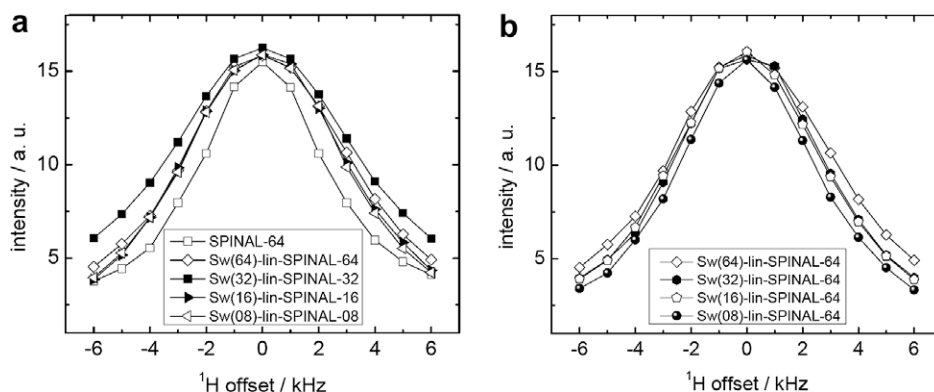 a
intensity / a. u.
15
10
5
SPINAL-64
Sw(64)-lin-SPINAL-64
Sw(32)-lin-SPINAL-32
Sw(16)-lin-SPINAL-16
Sw(08)-lin-SPINAL-08
-6 -4 -2 0 2 4 6
¹H offset / kHz
b
intensity / a. u.
15
10
5
Sw(64)-lin-SPINAL-64
Sw(32)-lin-SPINAL-64
Sw(16)-lin-SPINAL-64
Sw(08)-lin-SPINAL-64
-6 -4 -2 0 2 4 6
¹H offset / kHz